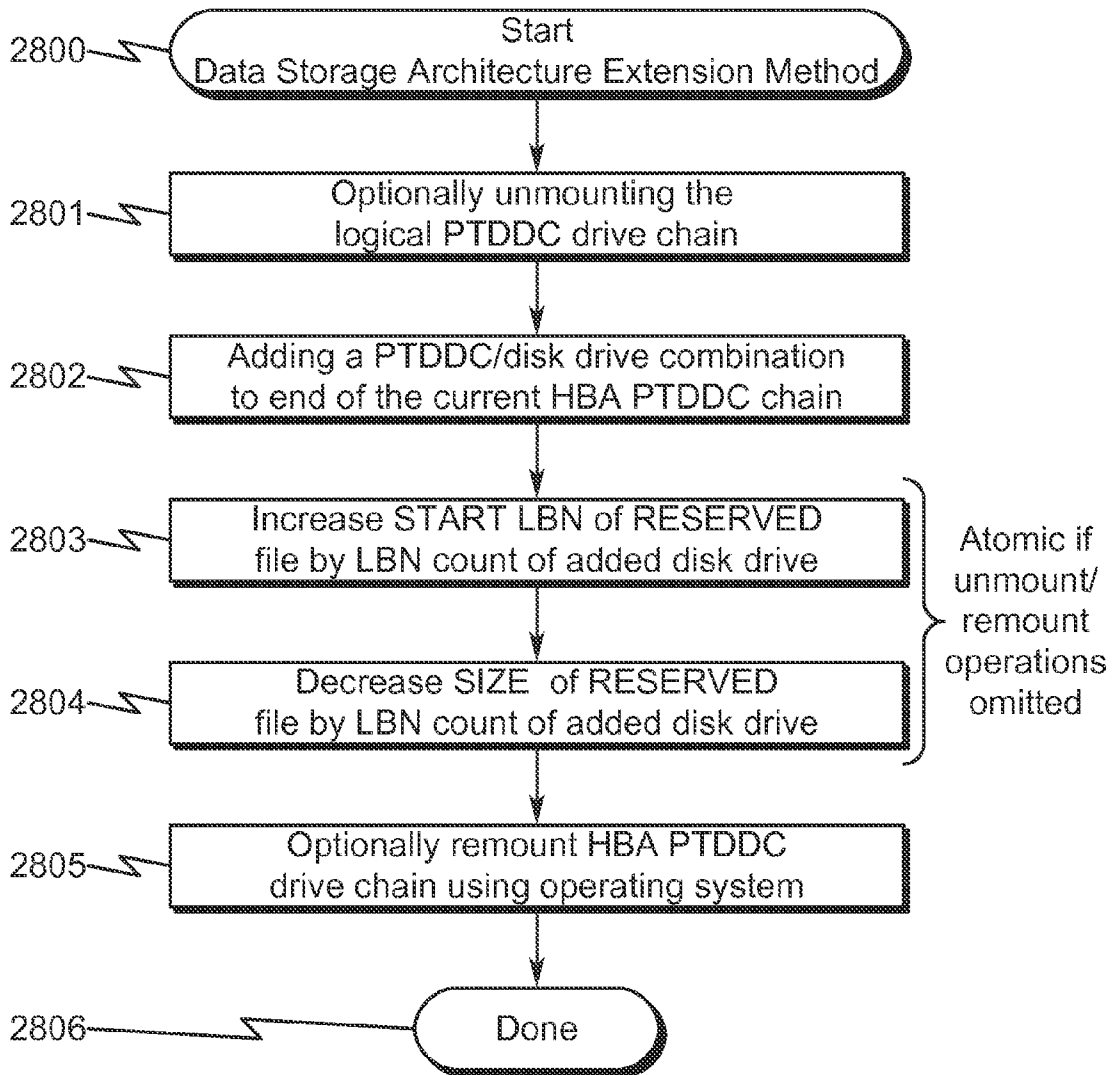 2800
Start
Data Storage Architecture Extension Method
2801
Optionally unmounting the
logical PTDDC drive chain
2802
Adding a PTDDC/disk drive combination
to end of the current HBA PTDDC chain
2803
Increase START LBN of RESERVED
file by LBN count of added disk drive
2804
Decrease SIZE of RESERVED
file by LBN count of added disk drive
Atomic if
unmount/
remount
operations
omitted
2805
Optionally remount HBA PTDDC
drive chain using operating system
2806
Done